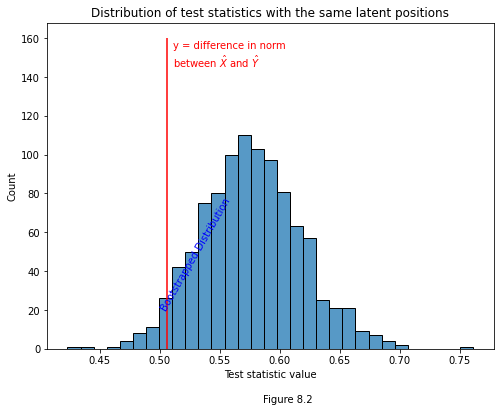 Distribution of test statistics with the same latent positions
160
140
120
100
80
60
40
20
0
Count
y = difference in norm
between X̂ and Ŷ
Bootstrapped Distribution
0.45 0.50 0.55 0.60 0.65 0.70 0.75
Test statistic value
Figure 8.2